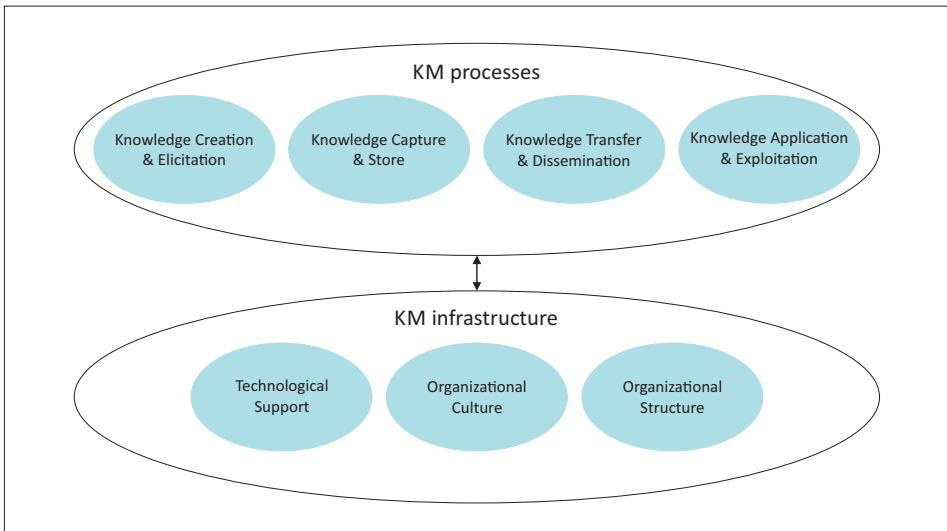 KM processes
Knowledge Creation
& Elicitation
Knowledge Capture
& Store
Knowledge Transfer
& Dissemination
Knowledge Application
& Exploitation
KM infrastructure
Technological
Support
Organizational
Culture
Organizational
Structure